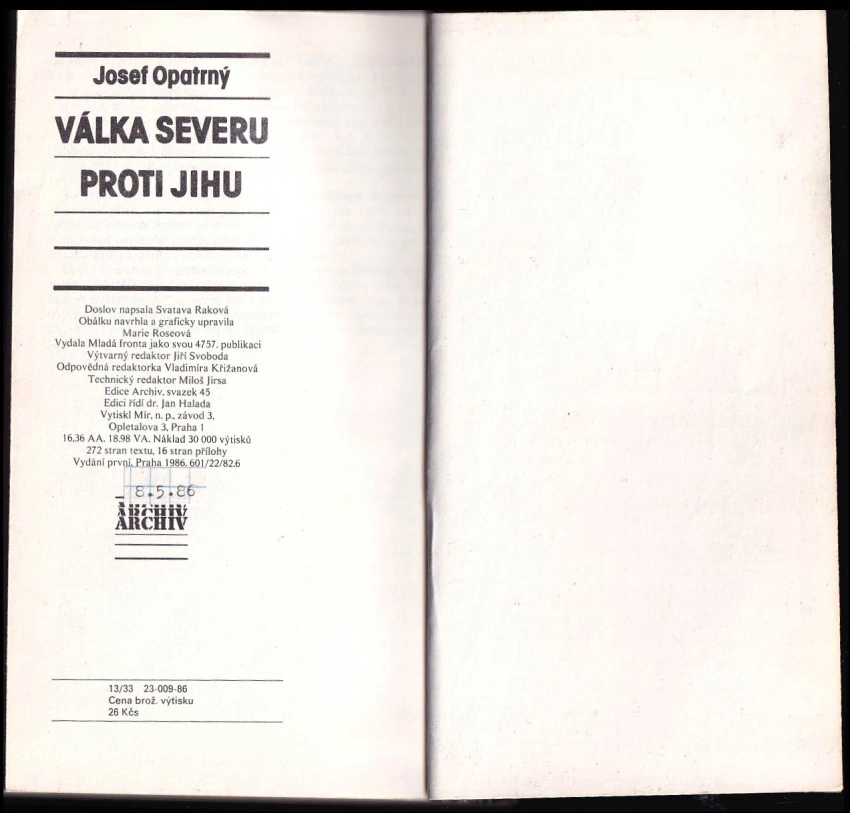 Josef Opatrný
VÁLKA SEVERU
PROTI JIHU
Doslov napsala Svatava Raková
Obálku navrhla a graficky upravila
Marie Roseová
Vydala Mladá fronta jako svou 4757. publikaci
Výtvarný redaktor Jiří Svoboda
Odpovědná redaktorka Vladimíra Křižanová
Technický redaktor Miloš Jirsa
Edice Archiv, svazek 45
Edici řídí dr. Jan Halada
Vytiskl Mír, n. p., závod 3,
Opletalova 3, Praha 1
16,36 AA. 18.98 VA. Náklad 30 000 výtisků
272 stran textu, 16 stran přílohy
Vydání první. Praha 1986. 601/22/82.6
8.5.86
ARCHIV
ARCHIV
13/33 23-009-86
Cena brož. výtisku
26 Kčs